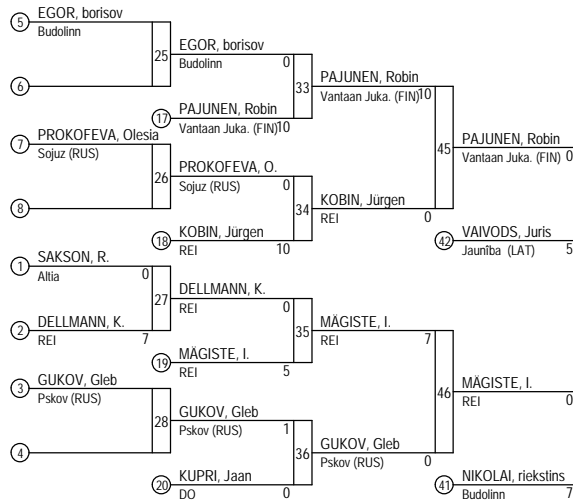 5 EGOR, borisov
Budolinn
25 EGOR, borisov
Budolinn 0
6
33 PAJUNEN, Robin
Vantaan Juka. (FIN) 10
17 PAJUNEN, Robin
Vantaan Juka. (FIN) 10
7 PROKOFEVA, Olesia
Sojuz (RUS)
45 PAJUNEN, Robin
Vantaan Juka. (FIN) 0
26 PROKOFEVA, O.
Sojuz (RUS) 0
8
34 KOBIN, Jürgen
REI 0
18 KOBIN, Jürgen
REI 10
42 VAIVODS, Juris
Jaunība (LAT) 5
1 SAKSON, R.
Altia 0
27 DELLMANN, K.
REI 0
2 DELLMANN, K.
REI 7
35 MÄGISTE, I.
REI 7
19 MÄGISTE, I.
REI 5
3 GUKOV, Gleb
Pskov (RUS)
46 MÄGISTE, I.
REI 0
28 GUKOV, Gleb
Pskov (RUS) 1
4
36 GUKOV, Gleb
Pskov (RUS) 0
20 KUPRI, Jaan
DO 0
41 NIKOLAI, riekstins
Budolinn 7